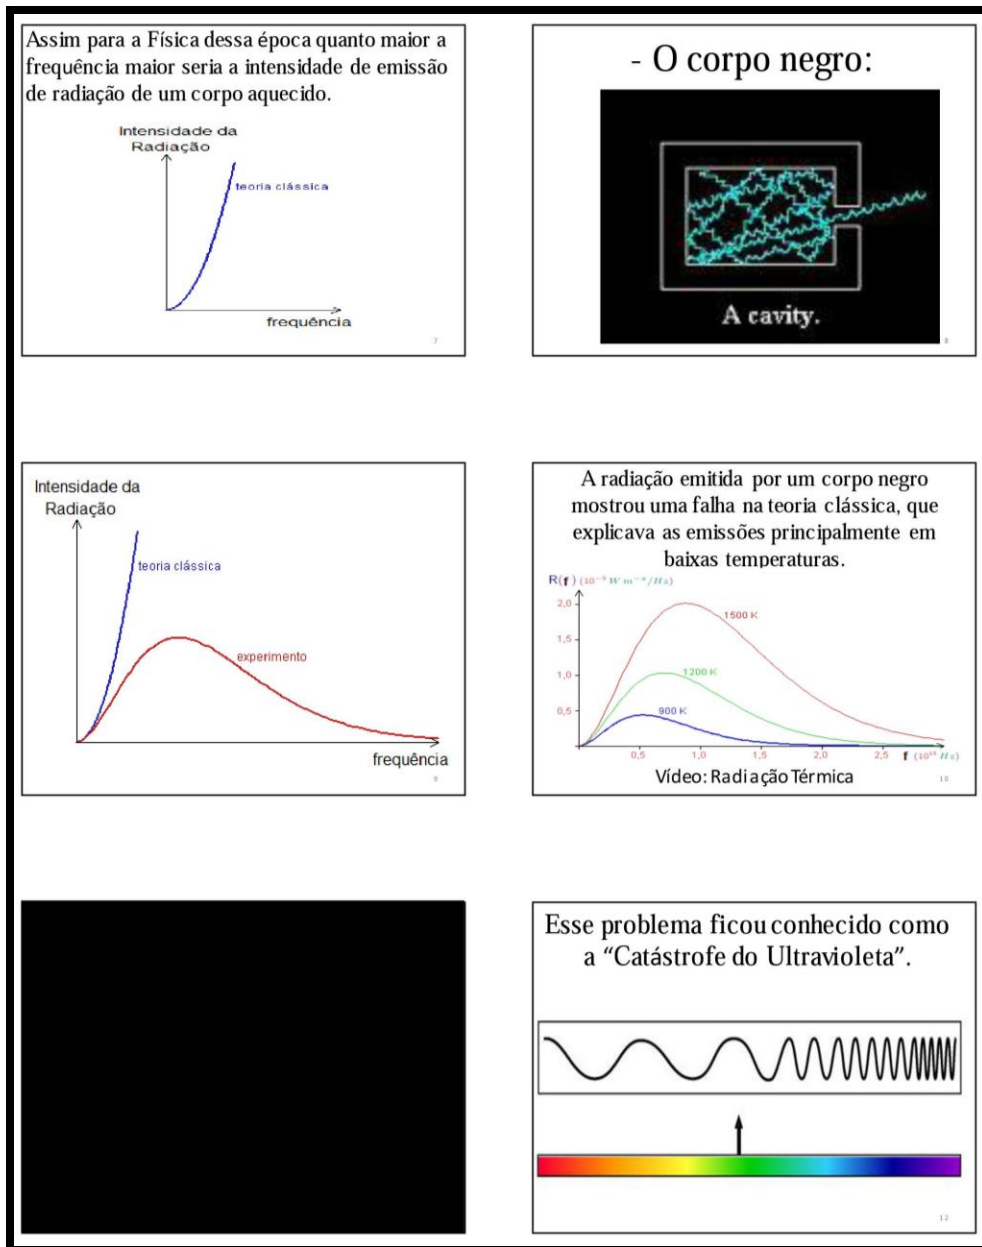 Assim para a Física dessa época quanto maior a
frequência maior seria a intensidade de emissão
de radiação de um corpo aquecido.
Intensidade da
Radiação
teoria clássica
frequência
7
- O corpo negro:
A cavity.
8
Intensidade da
Radiação
teoria clássica
experimento
frequência
9
A radiação emitida por um corpo negro
mostrou uma falha na teoria clássica, que
explicava as emissões principalmente em
baixas temperaturas.
R(f)
2,0
1500 K
1,5
1,0
1200 K
0,5
900 K
0,5 1,0 1,5 2,0 2,5 f (10¹⁴ Hz)
Vídeo: Radiação Térmica
10
Esse problema ficou conhecido como
a “Catástrofe do Ultravioleta”.
12